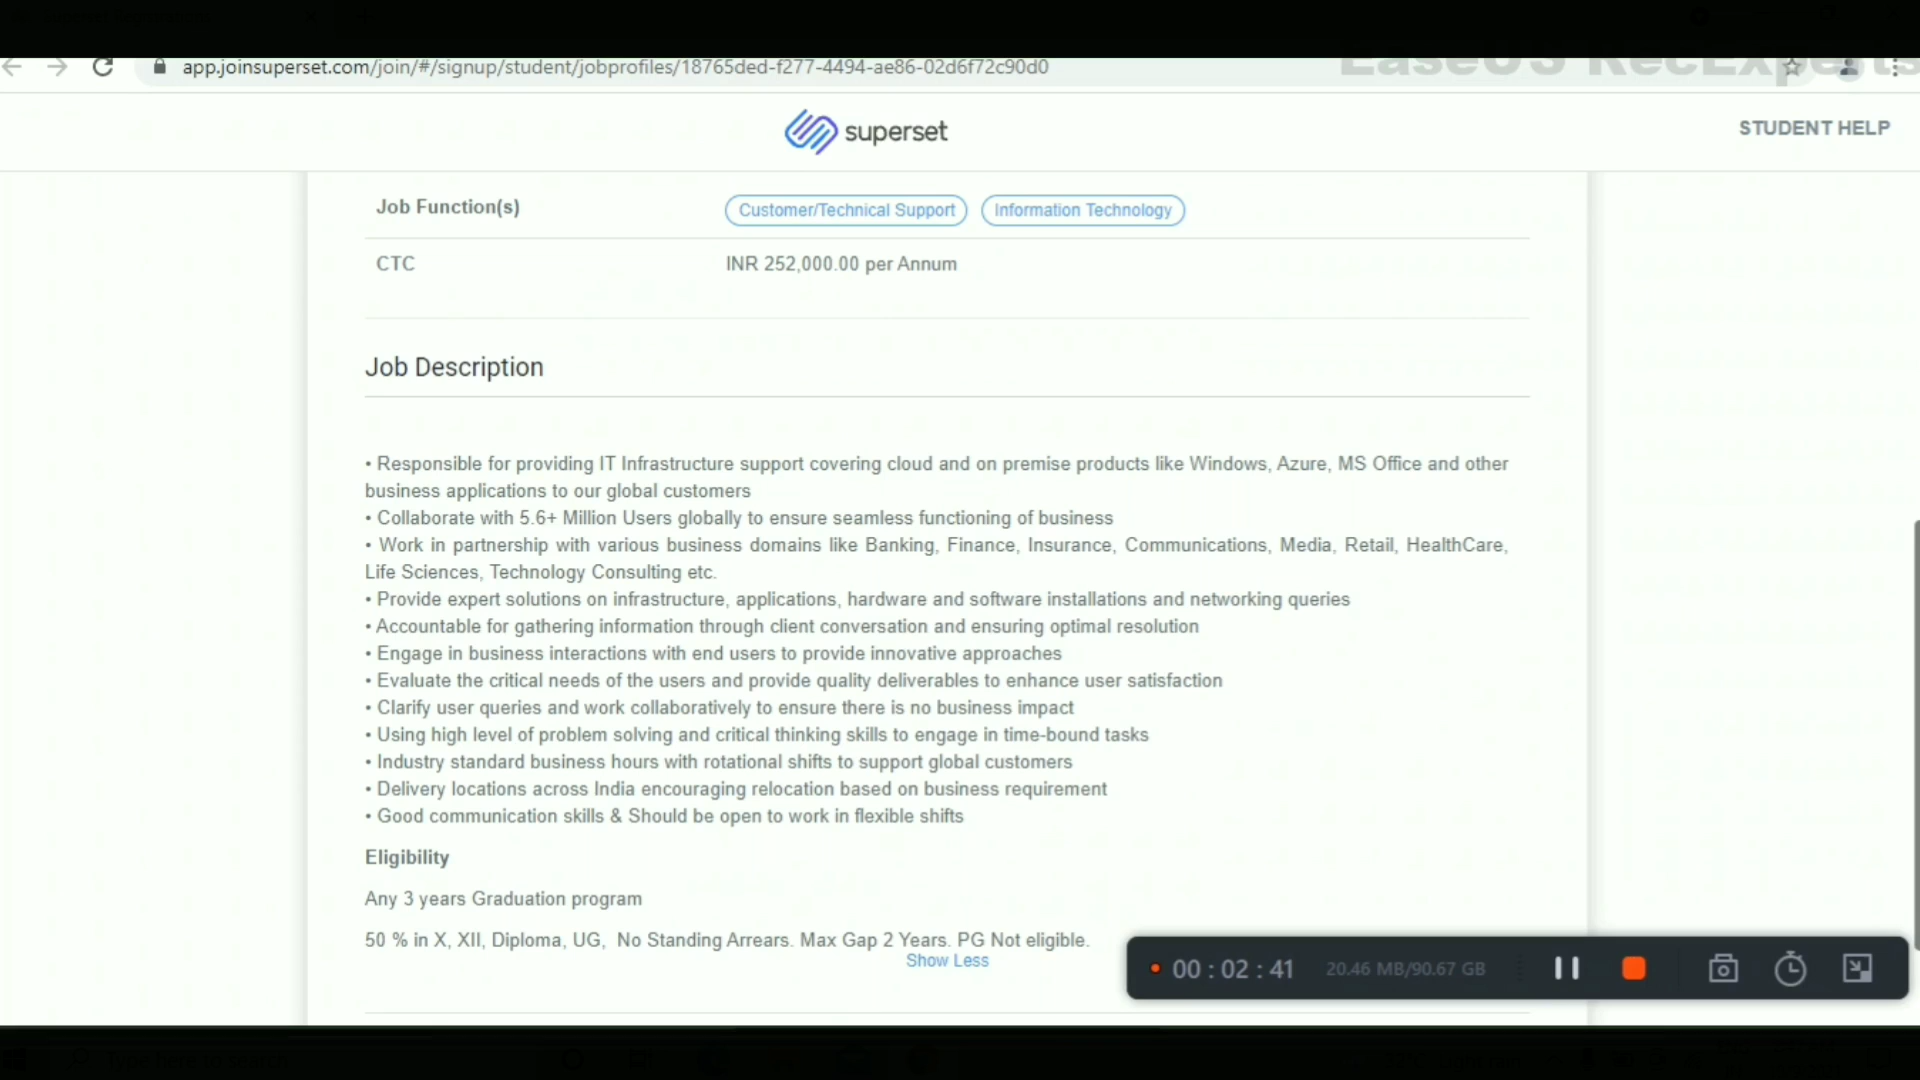 app.joinsuperset.com/join/#/signup/student/jobprofiles/18765ded-f277-4494-ae86-02d6f72c90d0
EaseUS RecExperts
superset
STUDENT HELP
Job Function(s)
Customer/Technical Support
Information Technology
CTC
INR 252,000.00 per Annum
Job Description
• Responsible for providing IT Infrastructure support covering cloud and on premise products like Windows, Azure, MS Office and other
business applications to our global customers
• Collaborate with 5.6+ Million Users globally to ensure seamless functioning of business
• Work in partnership with various business domains like Banking, Finance, Insurance, Communications, Media, Retail, HealthCare,
Life Sciences, Technology Consulting etc.
• Provide expert solutions on infrastructure, applications, hardware and software installations and networking queries
• Accountable for gathering information through client conversation and ensuring optimal resolution
• Engage in business interactions with end users to provide innovative approaches
• Evaluate the critical needs of the users and provide quality deliverables to enhance user satisfaction
• Clarify user queries and work collaboratively to ensure there is no business impact
• Using high level of problem solving and critical thinking skills to engage in time-bound tasks
• Industry standard business hours with rotational shifts to support global customers
• Delivery locations across India encouraging relocation based on business requirement
• Good communication skills & Should be open to work in flexible shifts
Eligibility
Any 3 years Graduation program
50 % in X, XII, Diploma, UG, No Standing Arrears. Max Gap 2 Years. PG Not eligible.
Show Less
00 : 02 : 41
20.46 MB/90.67 GB
Type here to search